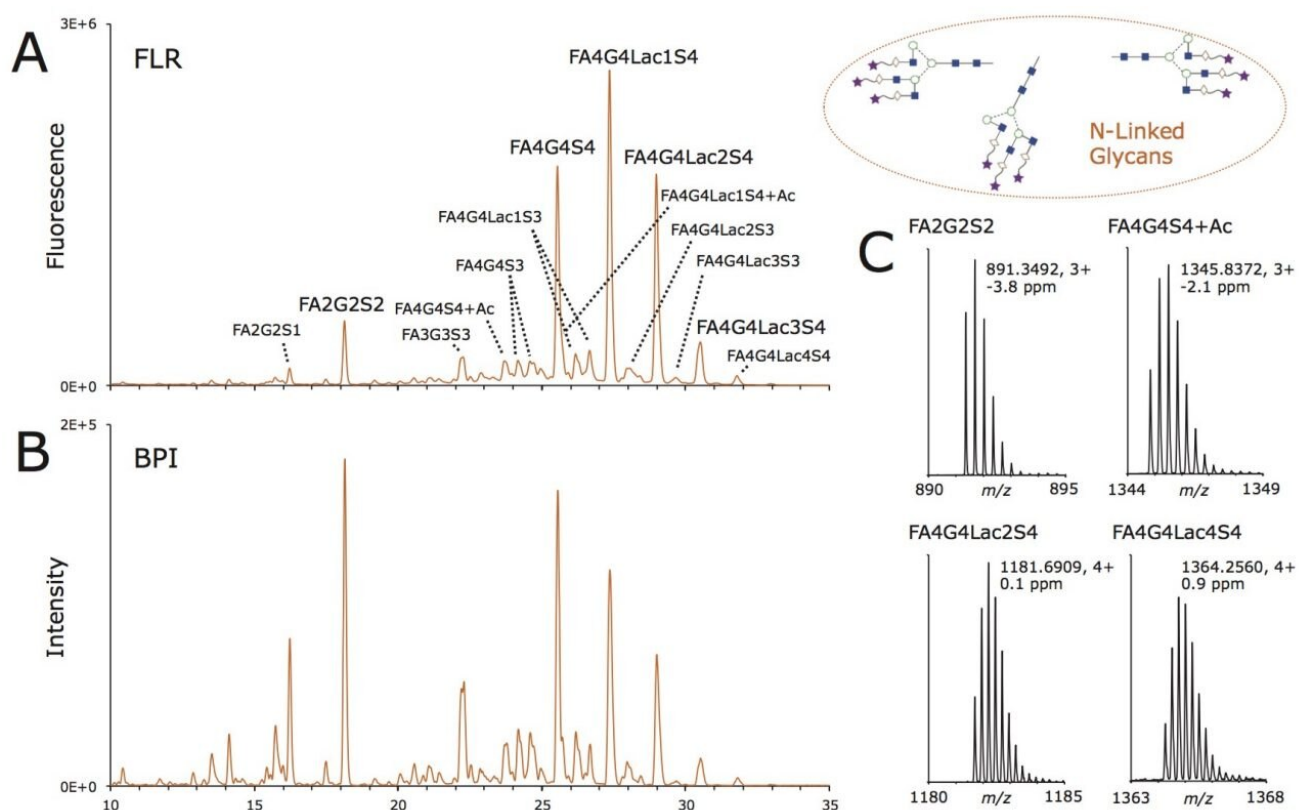 A
FLR
3E+6
Fluorescence
0E+0
FA2G2S1
FA2G2S2
FA3G3S3
FA4G4S4+Ac
FA4G4S3
FA4G4Lac1S3
FA4G4S4
FA4G4Lac1S4
FA4G4Lac2S4
FA4G4Lac1S4+Ac
FA4G4Lac2S3
FA4G4Lac3S3
FA4G4Lac3S4
FA4G4Lac4S4
N-Linked
Glycans
B
BPI
2E+5
Intensity
0E+0
10
15
20
25
30
35
C
FA2G2S2
891.3492, 3+
-3.8 ppm
890
m/z
895
FA4G4S4+Ac
1345.8372, 3+
-2.1 ppm
1344
m/z
1349
FA4G4Lac2S4
1181.6909, 4+
0.1 ppm
1180
m/z
1185
FA4G4Lac4S4
1364.2560, 4+
0.9 ppm
1363
m/z
1368